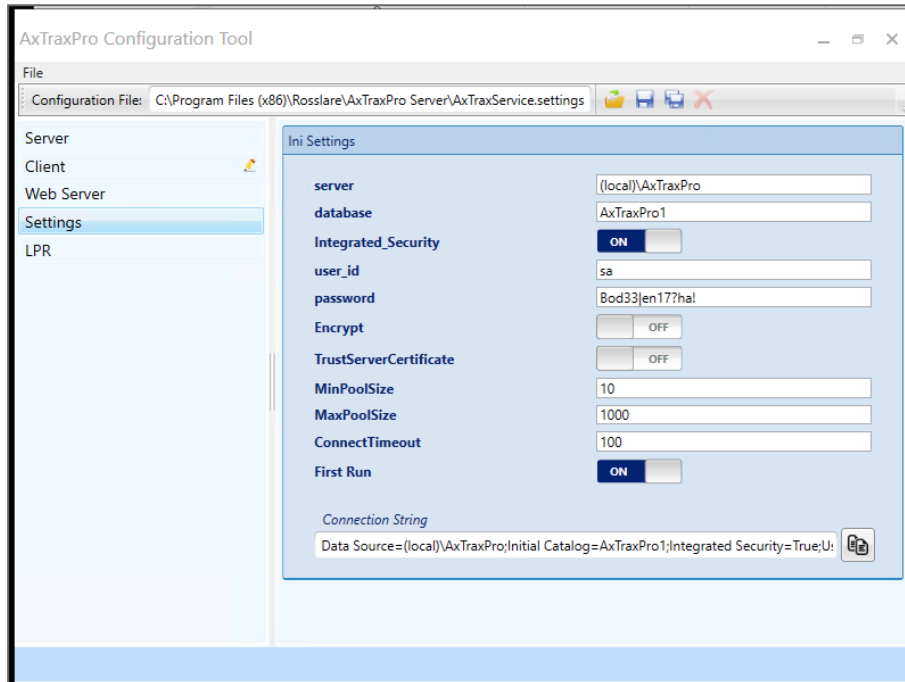 AxTraxPro Configuration Tool
File
Configuration File: C:\Program Files (x86)\Rosslare\AxTraxPro Server\AxTraxService.settings
Server
Client
Web Server
Settings
LPR
Ini Settings
server (local)\AxTraxPro
database AxTraxPro1
Integrated_Security ON
user_id sa
password Bod33|en17?ha!
Encrypt OFF
TrustServerCertificate OFF
MinPoolSize 10
MaxPoolSize 1000
ConnectTimeout 100
First Run ON
Connection String
Data Source=(local)\AxTraxPro;Initial Catalog=AxTraxPro1;Integrated Security=True;Us